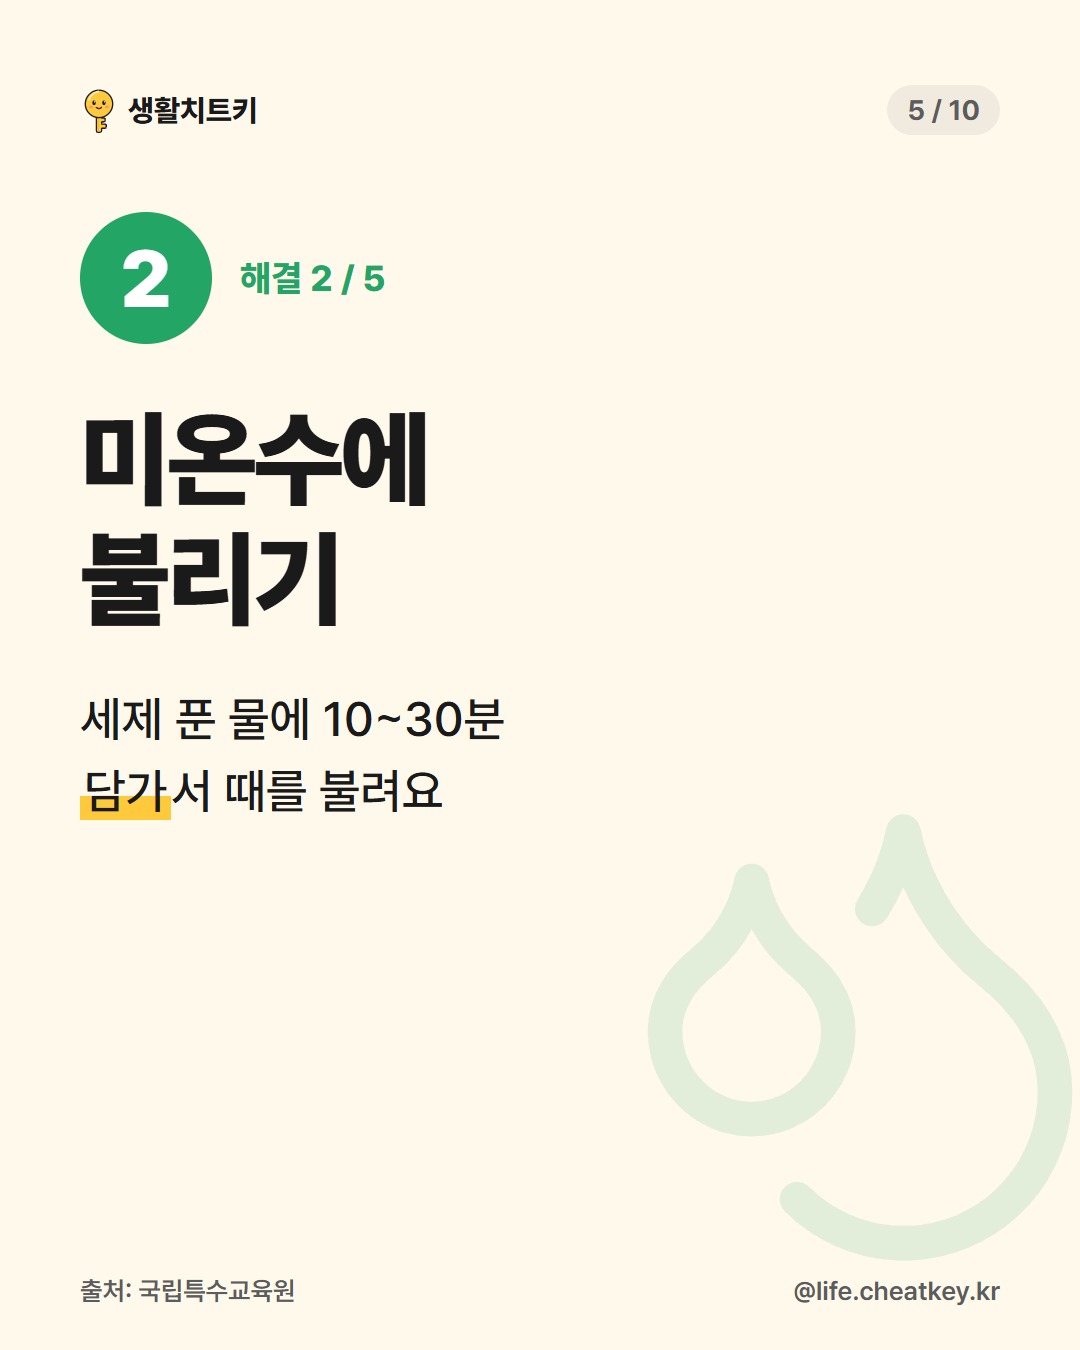 생활치트키
5 / 10
2
해결 2 / 5
미온수에
불리기
세제 푼 물에 10~30분
담가서 때를 불려요
출처: 국립특수교육원
@life.cheatkey.kr